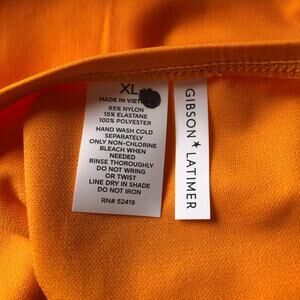 XL
MADE IN VIET
85% NYLON
15% ELASTANE
100% POLYESTER
HAND WASH COLD
SEPARATELY
ONLY NON-CHLORINE
BLEACH WHEN
NEEDED
RINSE THOROUGHLY
DO NOT WRING
OR TWIST
LINE DRY IN SHADE
DO NOT IRON
RN# 52419
GIBSON★LATIMER